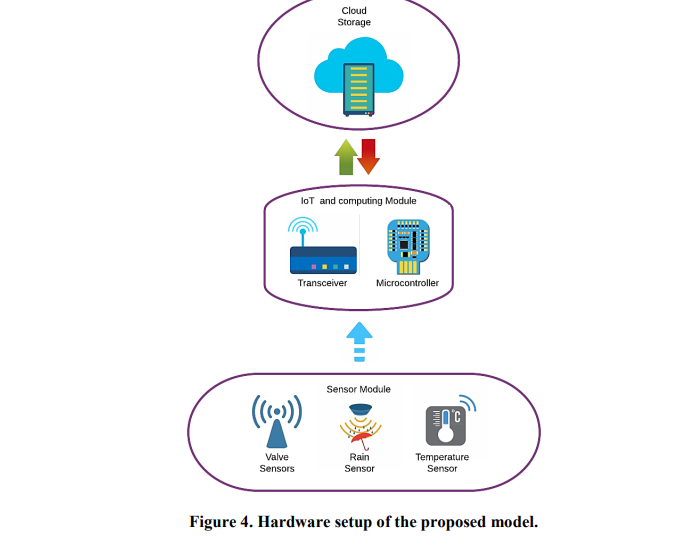 Cloud
Storage
IoT and computing Module
Transceiver
Microcontroller
Sensor Module
Valve
Sensors
Rain
Sensor
°C
Temperature
Sensor
Figure 4. Hardware setup of the proposed model.